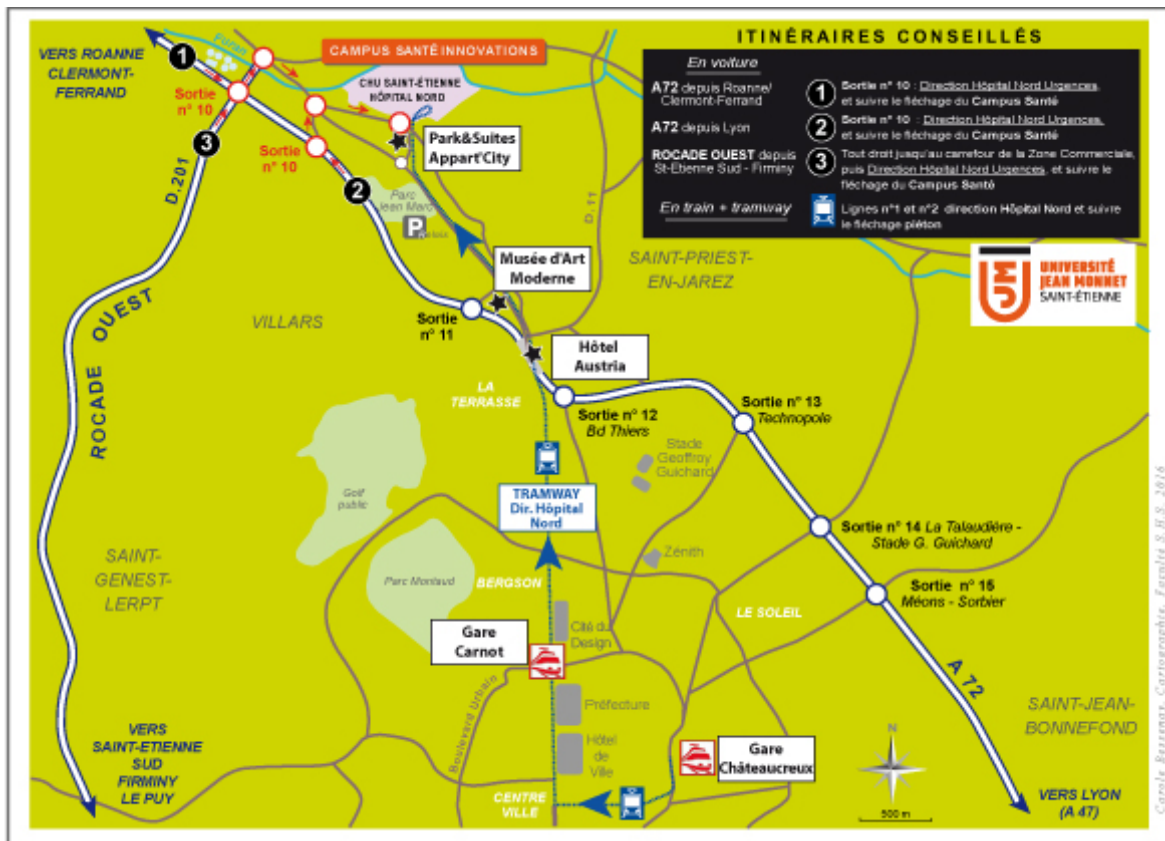 VERS ROANNE
CLERMONT-
FERRAND
1
Furan
CAMPUS SANTÉ INNOVATIONS
CHU SAINT-ÉTIENNE
HÔPITAL NORD
Sortie
n° 10
3
Sortie
n° 10
Park&Suites
Appart'City
D.201
2
Parc
Jean Marc
P
D.11
ITINÉRAIRES CONSEILLÉS
En voiture
A72 depuis Roanne/
Clermont-Ferrand
1
Sortie n° 10 : Direction Hôpital Nord Urgences,
et suivre le fléchage du Campus Santé
A72 depuis Lyon
2
Sortie n° 10 : Direction Hôpital Nord Urgences,
et suivre le fléchage du Campus Santé
ROCADE OUEST depuis
St-Etienne Sud - Firminy
3
Tout droit jusqu'au carrefour de la Zone Commerciale,
puis Direction Hôpital Nord Urgences, et suivre le
fléchage du Campus Santé
En train + tramway
Lignes n°1 et n°2 direction Hôpital Nord et suivre
le fléchage piéton
UJM
UNIVERSITÉ
JEAN MONNET
SAINT-ÉTIENNE
Musée d'Art
Moderne
SAINT-PRIEST-
EN-JAREZ
VILLARS
Sortie
n° 11
ROCADE OUEST
Hôtel
Austria
LA
TERRASSE
Sortie n° 12
Bd Thiers
Sortie n° 13
Technopole
Stade
Geoffroy
Guichard
Golf
public
TRAMWAY
Dir. Hôpital
Nord
Sortie n° 14 La Talaudière -
Stade G. Guichard
SAINT-
GENEST-
LERPT
Zénith
Parc Montaud
BERGSON
Sortie n° 15
Méons - Sorbier
LE SOLEIL
Gare
Carnot
Cité du
Design
A 72
Boulevard Urbain
Préfecture
SAINT-JEAN-
BONNEFOND
VERS
SAINT-ETIENNE
SUD
FIRMINY
LE PUY
Hôtel
de
Ville
Gare
Châteaucreux
N
CENTRE
VILLE
500 m
VERS LYON
(A 47)
Carole Bessenay, Cartographie, Faculté S.H.S. 2016